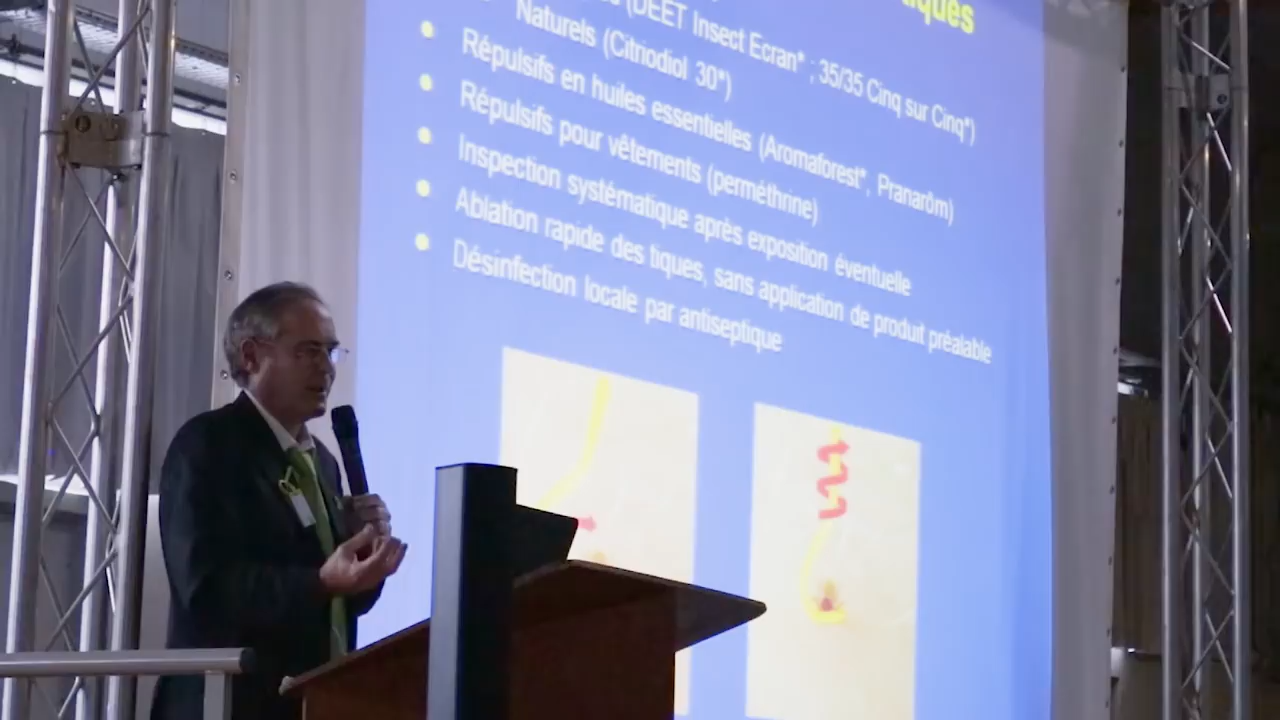 iques
(DEET Insect Ecran* ; 35/35 Cinq sur Cinq*)
Naturels (Citriodiol 30*)
Répulsifs en huiles essentielles (Aromaforest*, Pranarôm)
Répulsifs pour vêtements (perméthrine)
Inspection systématique après exposition éventuelle
Ablation rapide des tiques, sans application de produit préalable
Désinfection locale par antiseptique